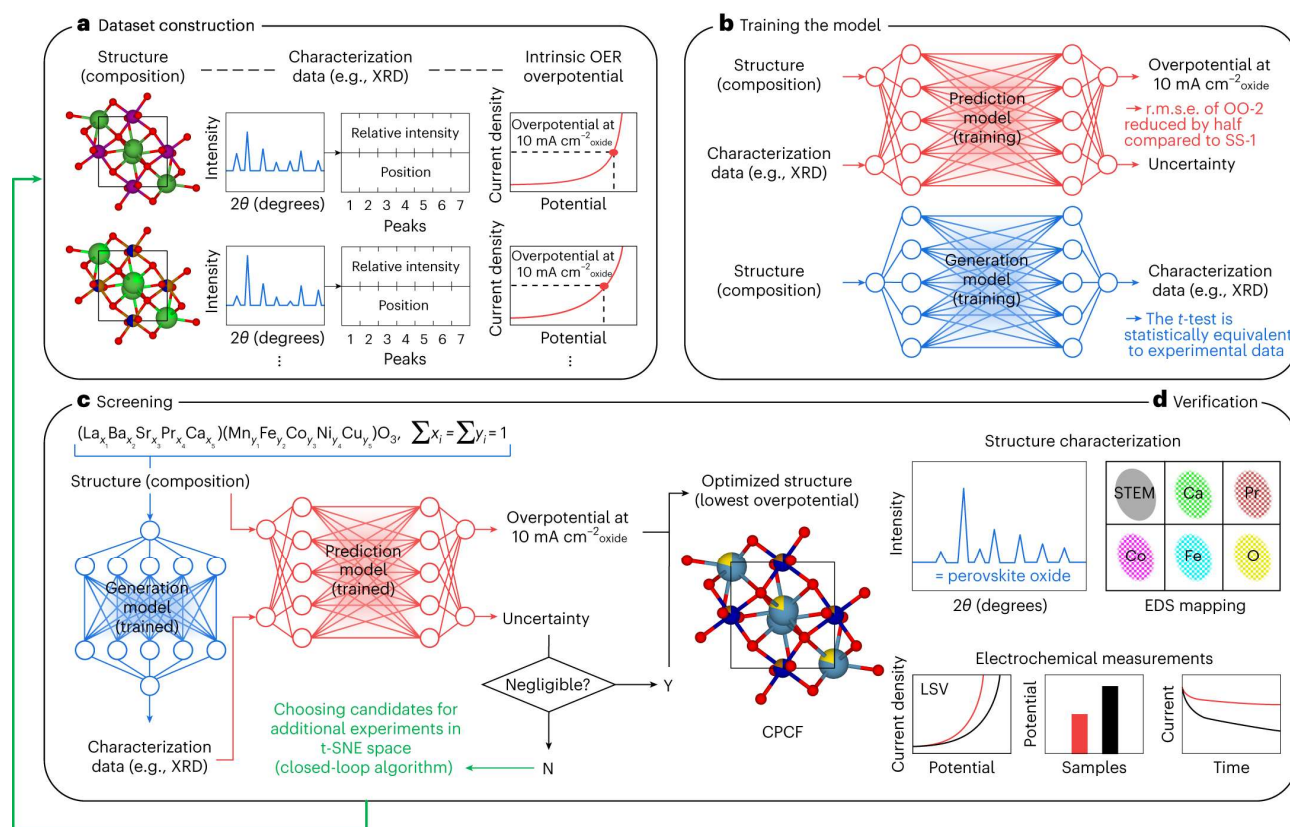 a Dataset construction
Structure
(composition)
Characterization
data (e.g., XRD)
Intrinsic OER
overpotential
Intensity
2θ (degrees)
Relative intensity
Position
1 2 3 4 5 6 7
Peaks
Current density
Overpotential at
10 mA cm⁻²oxide
Potential
Intensity
2θ (degrees)
⋮
Relative intensity
Position
1 2 3 4 5 6 7
Peaks
Current density
Overpotential at
10 mA cm⁻²oxide
Potential
⋮
b Training the model
Structure
(composition)
Characterization
data (e.g., XRD)
Prediction
model
(training)
Overpotential at
10 mA cm⁻²oxide
→ r.m.s.e. of OO-2
reduced by half
compared to SS-1
Uncertainty
Structure
(composition)
Generation
model
(training)
Characterization
data (e.g., XRD)
→ The t-test is
statistically equivalent
to experimental data
c Screening
(Laₓ₁Baₓ₂Srₓ₃Prₓ₄Caₓ₅)(Mn_y₁Fe_y₂Co_y₃Ni_y₄Cu_y₅)O₃, ∑xᵢ = ∑yᵢ = 1
Structure (composition)
Generation
model
(trained)
Characterization
data (e.g., XRD)
Prediction
model
(trained)
Overpotential at
10 mA cm⁻²oxide
Uncertainty
Negligible?
Y
N
Choosing candidates for
additional experiments in
t-SNE space
(closed-loop algorithm)
Optimized structure
(lowest overpotential)
CPCF
d Verification
Structure characterization
Intensity
= perovskite oxide
2θ (degrees)
STEM
Ca
Pr
Co
Fe
O
EDS mapping
Electrochemical measurements
Current density
LSV
Potential
Potential
Samples
Current
Time